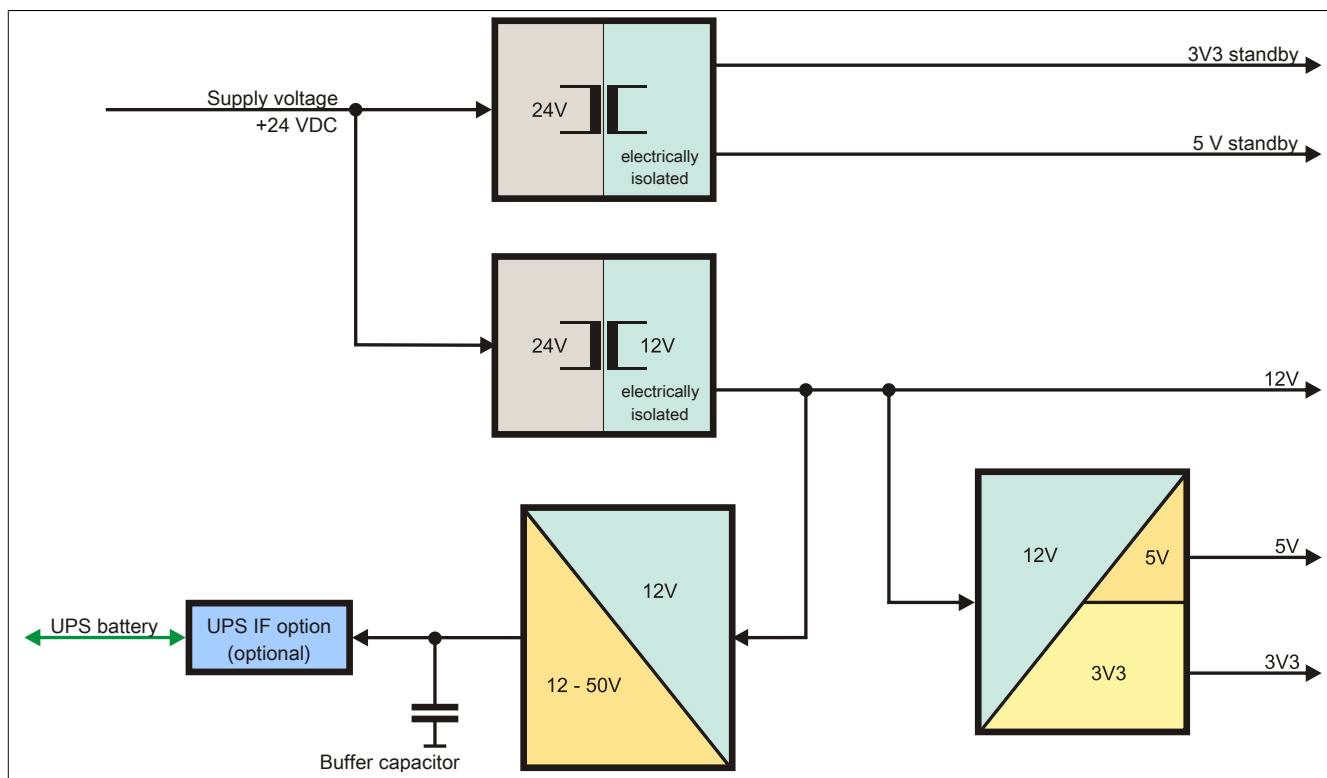 3V3 standby
Supply voltage
+24 VDC
24V
5 V standby
electrically
isolated
24V
12V
12V
electrically
isolated
12V
5V
5V
12V
UPS battery
UPS IF option
(optional)
12 - 50V
3V3
3V3
Buffer capacitor